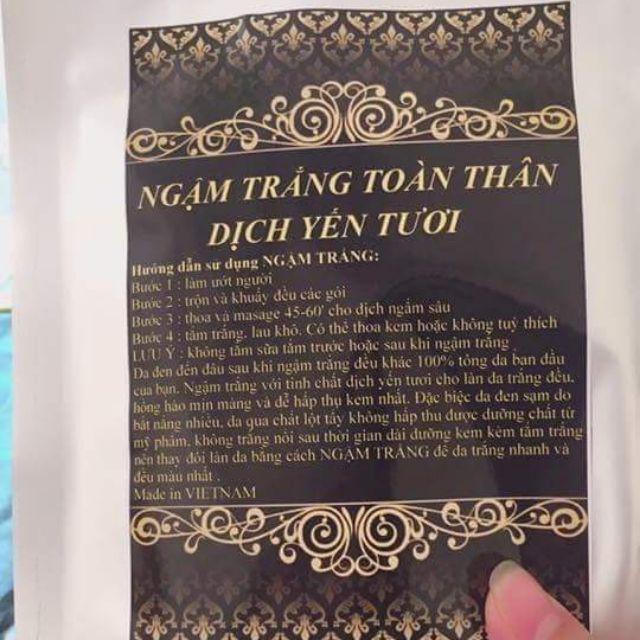 NGẬM TRẮNG TOÀN THÂN
DỊCH YẾN TƯƠI
Hướng dẫn sử dụng NGẬM TRẮNG:
Bước 1 : làm ướt người
Bước 2 : trộn và khuấy đều các gói
Bước 3 : thoa và masage 45-60' cho dịch ngấm sâu
Bước 4 : tắm trắng, lau khô. Có thể thoa kem hoặc không tuỳ thích
LƯU Ý : không tắm sữa tắm trước hoặc sau khi ngậm trắng
Da đen đến đâu sau khi ngậm trắng đều khác 100% tông da ban đầu
của bạn. Ngậm trắng với tinh chất dịch yến tươi cho làn da trắng đều,
hồng hào mịn màng và dễ hấp thụ kem nhất. Đặc biệc da đen sạm do
bắt nắng nhiều, da qua chất lột tẩy không hấp thu được dưỡng chất từ
mỹ phẩm, không trắng nỗi sau thời gian dài dưỡng kem kèm tắm trắng
nên thay đổi làn da bằng cách NGẬM TRẮNG để da trắng nhanh và
đều màu nhất .
Made in VIETNAM